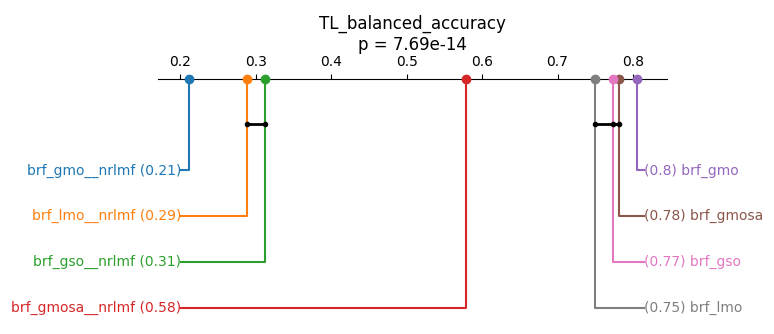 TL_balanced_accuracy
p = 7.69e-14
0.2 0.3 0.4 0.5 0.6 0.7 0.8
brf_gmo__nrlmf (0.21) (0.8) brf_gmo
brf_lmo__nrlmf (0.29) (0.78) brf_gmosa
brf_gso__nrlmf (0.31) (0.77) brf_gso
brf_gmosa__nrlmf (0.58) (0.75) brf_lmo